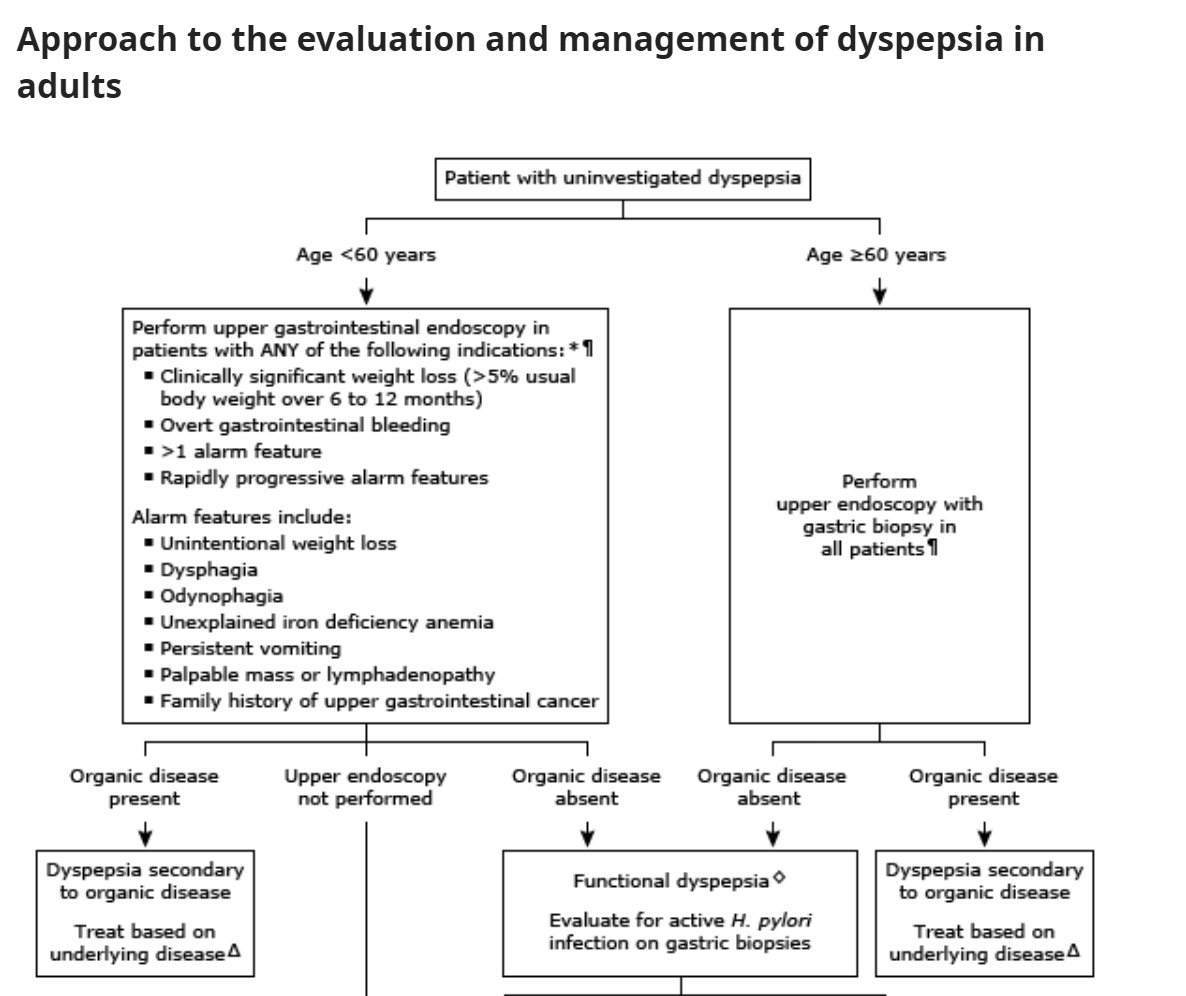 Approach to the evaluation and management of dyspepsia in
adults
Patient with uninvestigated dyspepsia
Age <60 years
Age ≥60 years
Perform upper gastrointestinal endoscopy in
patients with ANY of the following indications:*¶
▪ Clinically significant weight loss (>5% usual
body weight over 6 to 12 months)
▪ Overt gastrointestinal bleeding
▪ >1 alarm feature
▪ Rapidly progressive alarm features
Alarm features include:
▪ Unintentional weight loss
▪ Dysphagia
▪ Odynophagia
▪ Unexplained iron deficiency anemia
▪ Persistent vomiting
▪ Palpable mass or lymphadenopathy
▪ Family history of upper gastrointestinal cancer
Perform
upper endoscopy with
gastric biopsy in
all patients¶
Organic disease
present
Upper endoscopy
not performed
Organic disease
absent
Organic disease
absent
Organic disease
present
Dyspepsia secondary
to organic disease
Treat based on
underlying diseaseΔ
Functional dyspepsia◊
Evaluate for active H. pylori
infection on gastric biopsies
Dyspepsia secondary
to organic disease
Treat based on
underlying diseaseΔ